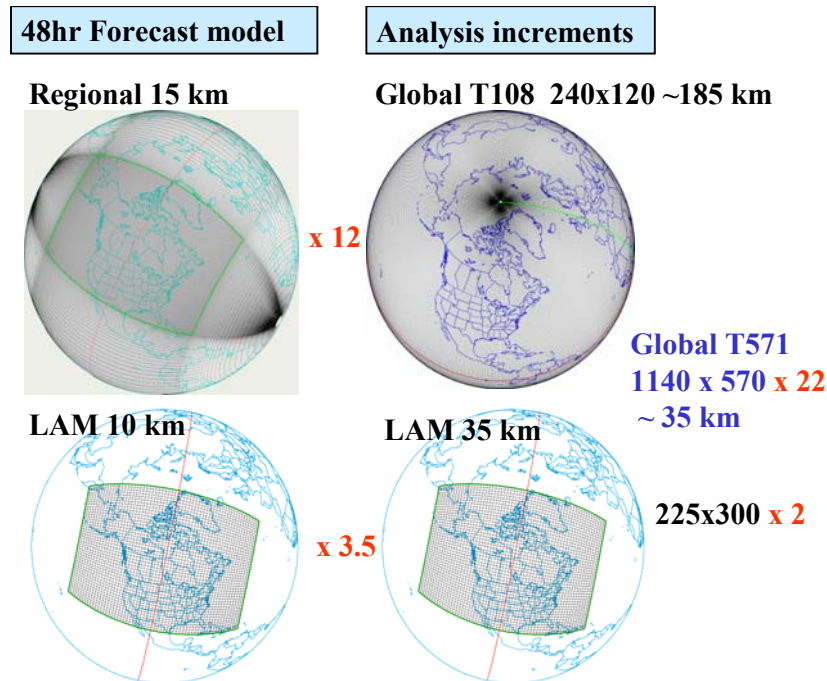 48hr Forecast model
Analysis increments
Regional 15 km
Global T108 240x120 ~185 km
x 12
Global T571
1140 x 570 x 22
~ 35 km
LAM 10 km
LAM 35 km
x 3.5
225x300 x 2